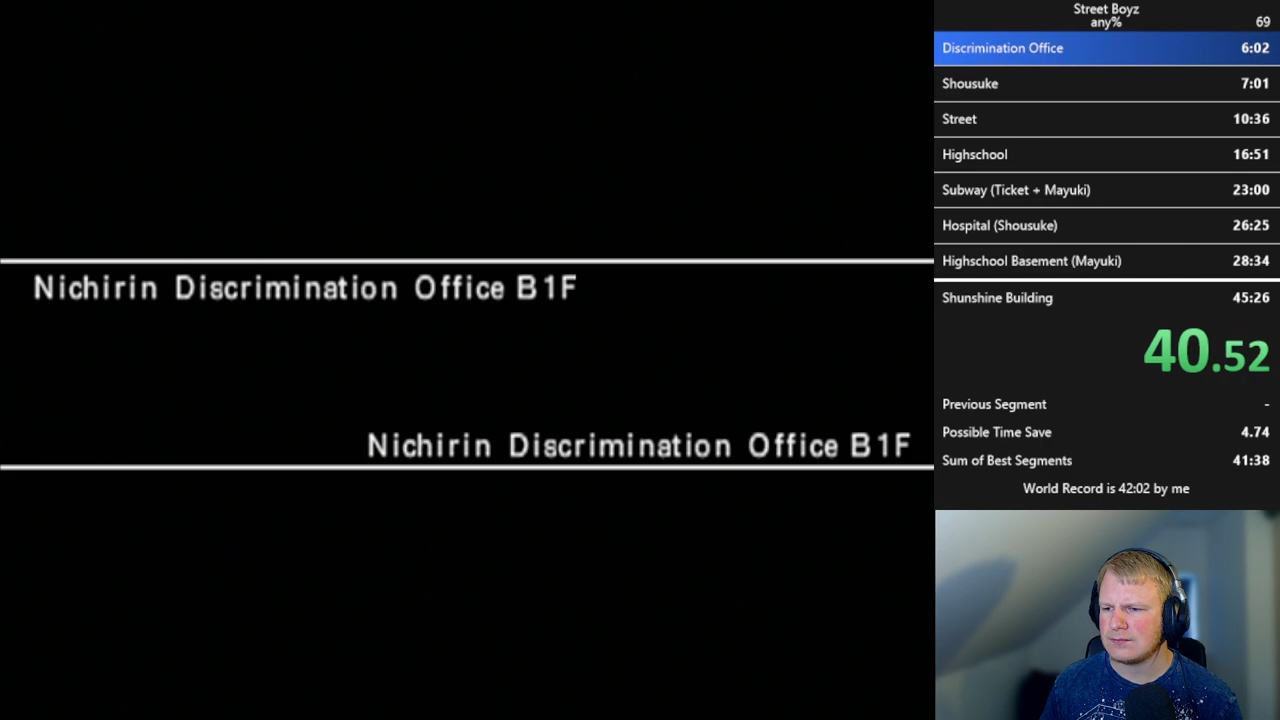 Nichirin Discrimination Office B1F
Nichirin Discrimination Office B1F
Street Boyz
any% 69
Discrimination Office 6:02
Shousuke 7:01
Street 10:36
Highschool 16:51
Subway (Ticket + Mayuki) 23:00
Hospital (Shousuke) 26:25
Highschool Basement (Mayuki) 28:34
Shunshine Building 45:26
40.52
Previous Segment -
Possible Time Save 4.74
Sum of Best Segments 41:38
World Record is 42:02 by me